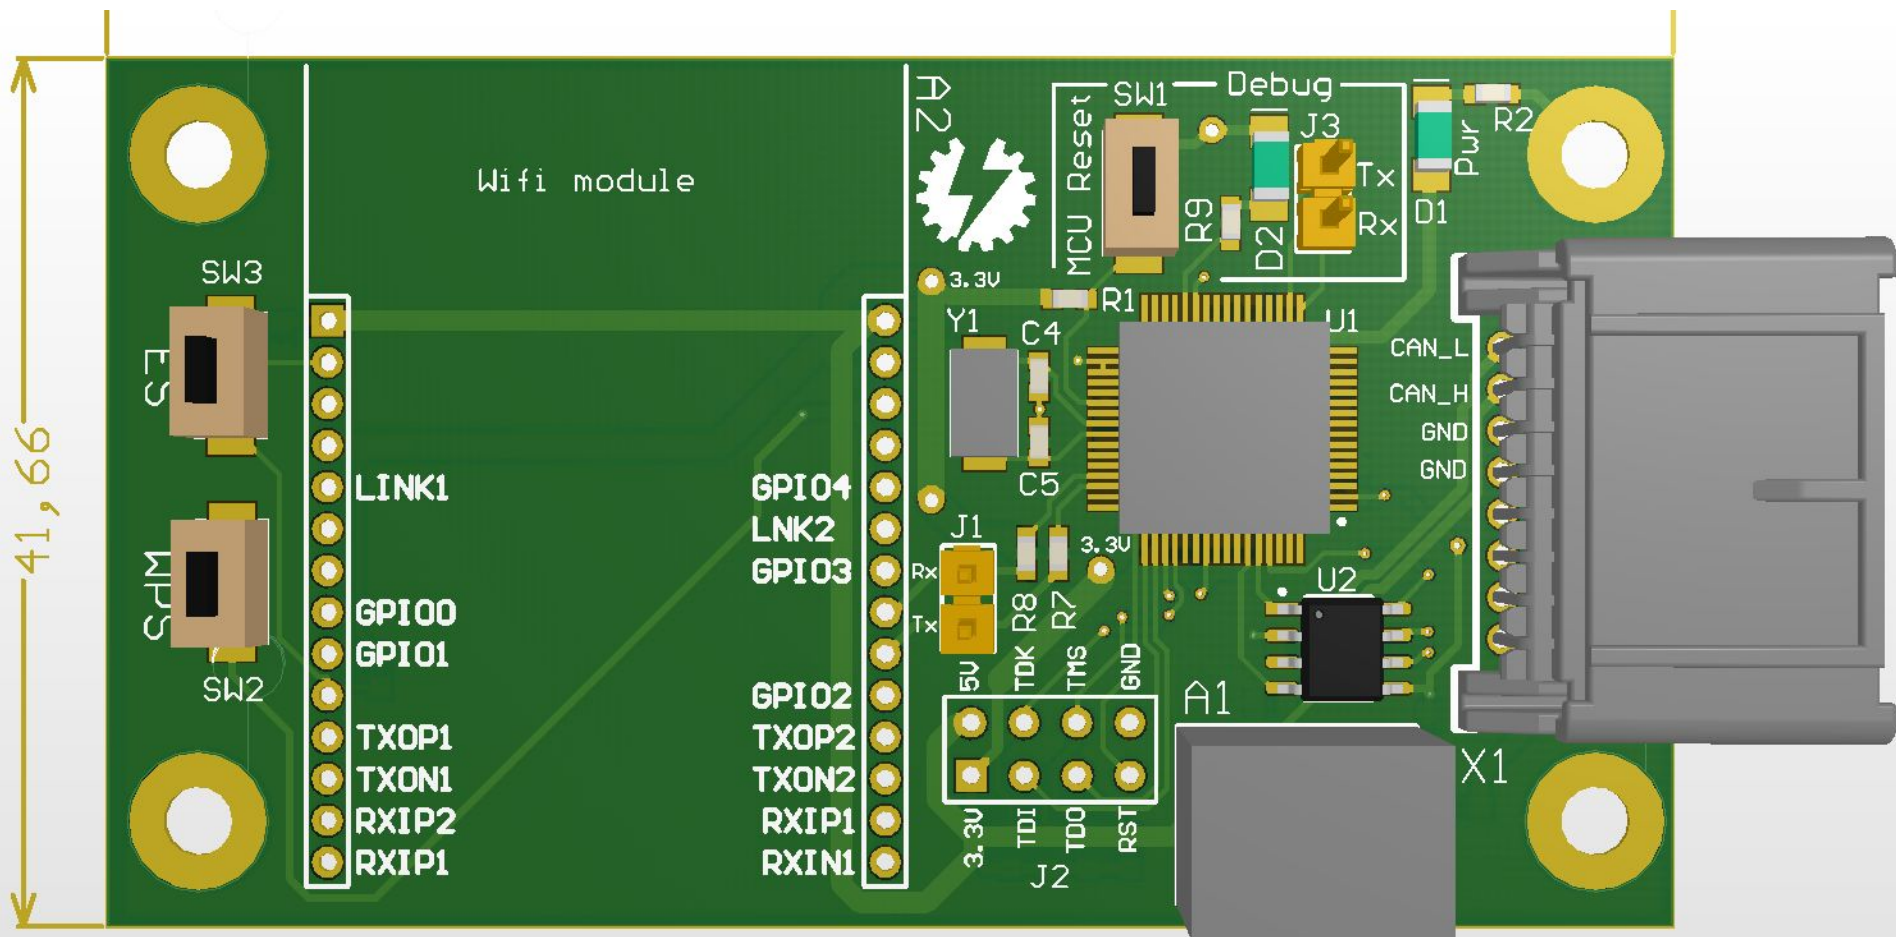 41,66
Wifi module
A2
SW1
Debug
MCU Reset
J3
Tx
Rx
R9
D2
Pwr
D1
R2
SW3
ES
WPS
SW2
3.3V
R1
Y1
C4
C5
U1
CAN_L
CAN_H
GND
GND
LINK1
GPIO0
GPIO1
TXOP1
TXON1
RXIP2
RXIP1
GPIO4
LNK2
GPIO3
GPIO2
TXOP2
TXON2
RXIP1
RXIN1
J1
Rx
Tx
R8
R7
3.3V
U2
5V
TDK
TMS
GND
3.3V
TDI
TDO
RST
J2
A1
X1